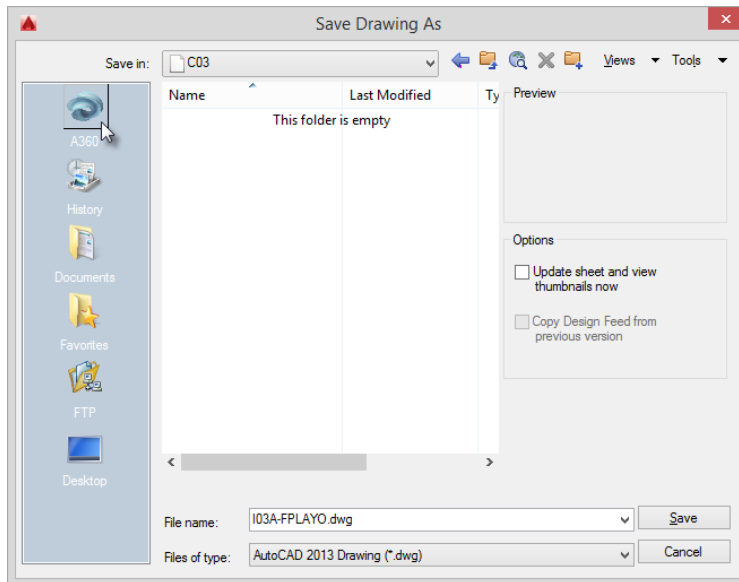 Save Drawing As
Save in:
C03
Views
Tools
A360
History
Documents
Favorites
FTP
Desktop
Name
Last Modified
Ty
This folder is empty
Preview
Options
Update sheet and view
thumbnails now
Copy Design Feed from
previous version
File name:
I03A-FPLAYO.dwg
Save
Files of type:
AutoCAD 2013 Drawing (*.dwg)
Cancel